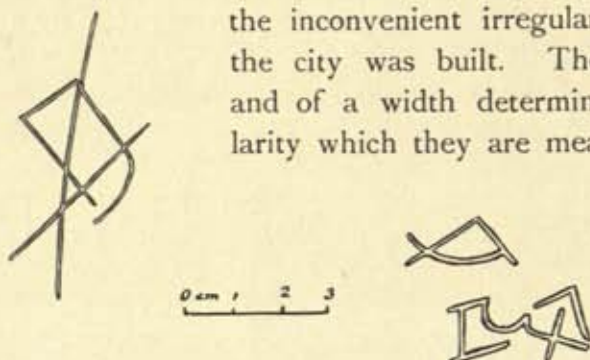 the inconvenient irregular
the city was built. The
and of a width determin
larity which they are mea
0 cm 1 2 3